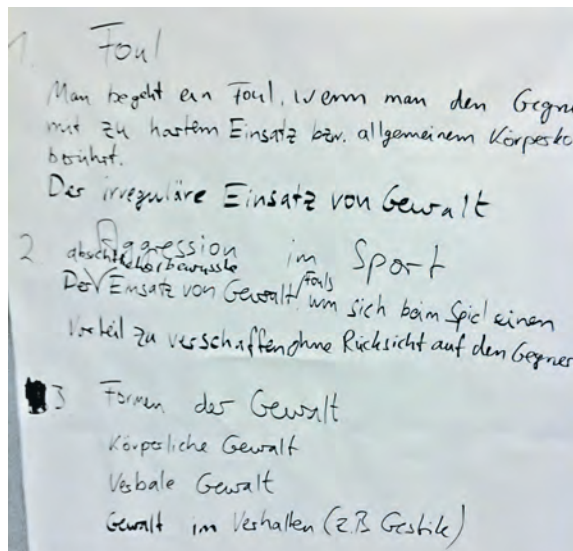 1. Foul
Man begeht ein Foul, wenn man den Gegn
mit zu hartem Einsatz bzw. allgemeinem Körperko
berührt.
Der irreguläre Einsatz von Gewalt
2 Aggression im Sport
absichtliche/bewusste
Der Einsatz von Gewalt/Fouls um sich beim Spiel einen
Vorteil zu verschaffen ohne Rücksicht auf den Gegner
3 Formen der Gewalt
Körperliche Gewalt
Verbale Gewalt
Gewalt im Verhalten (z.B Gestik)